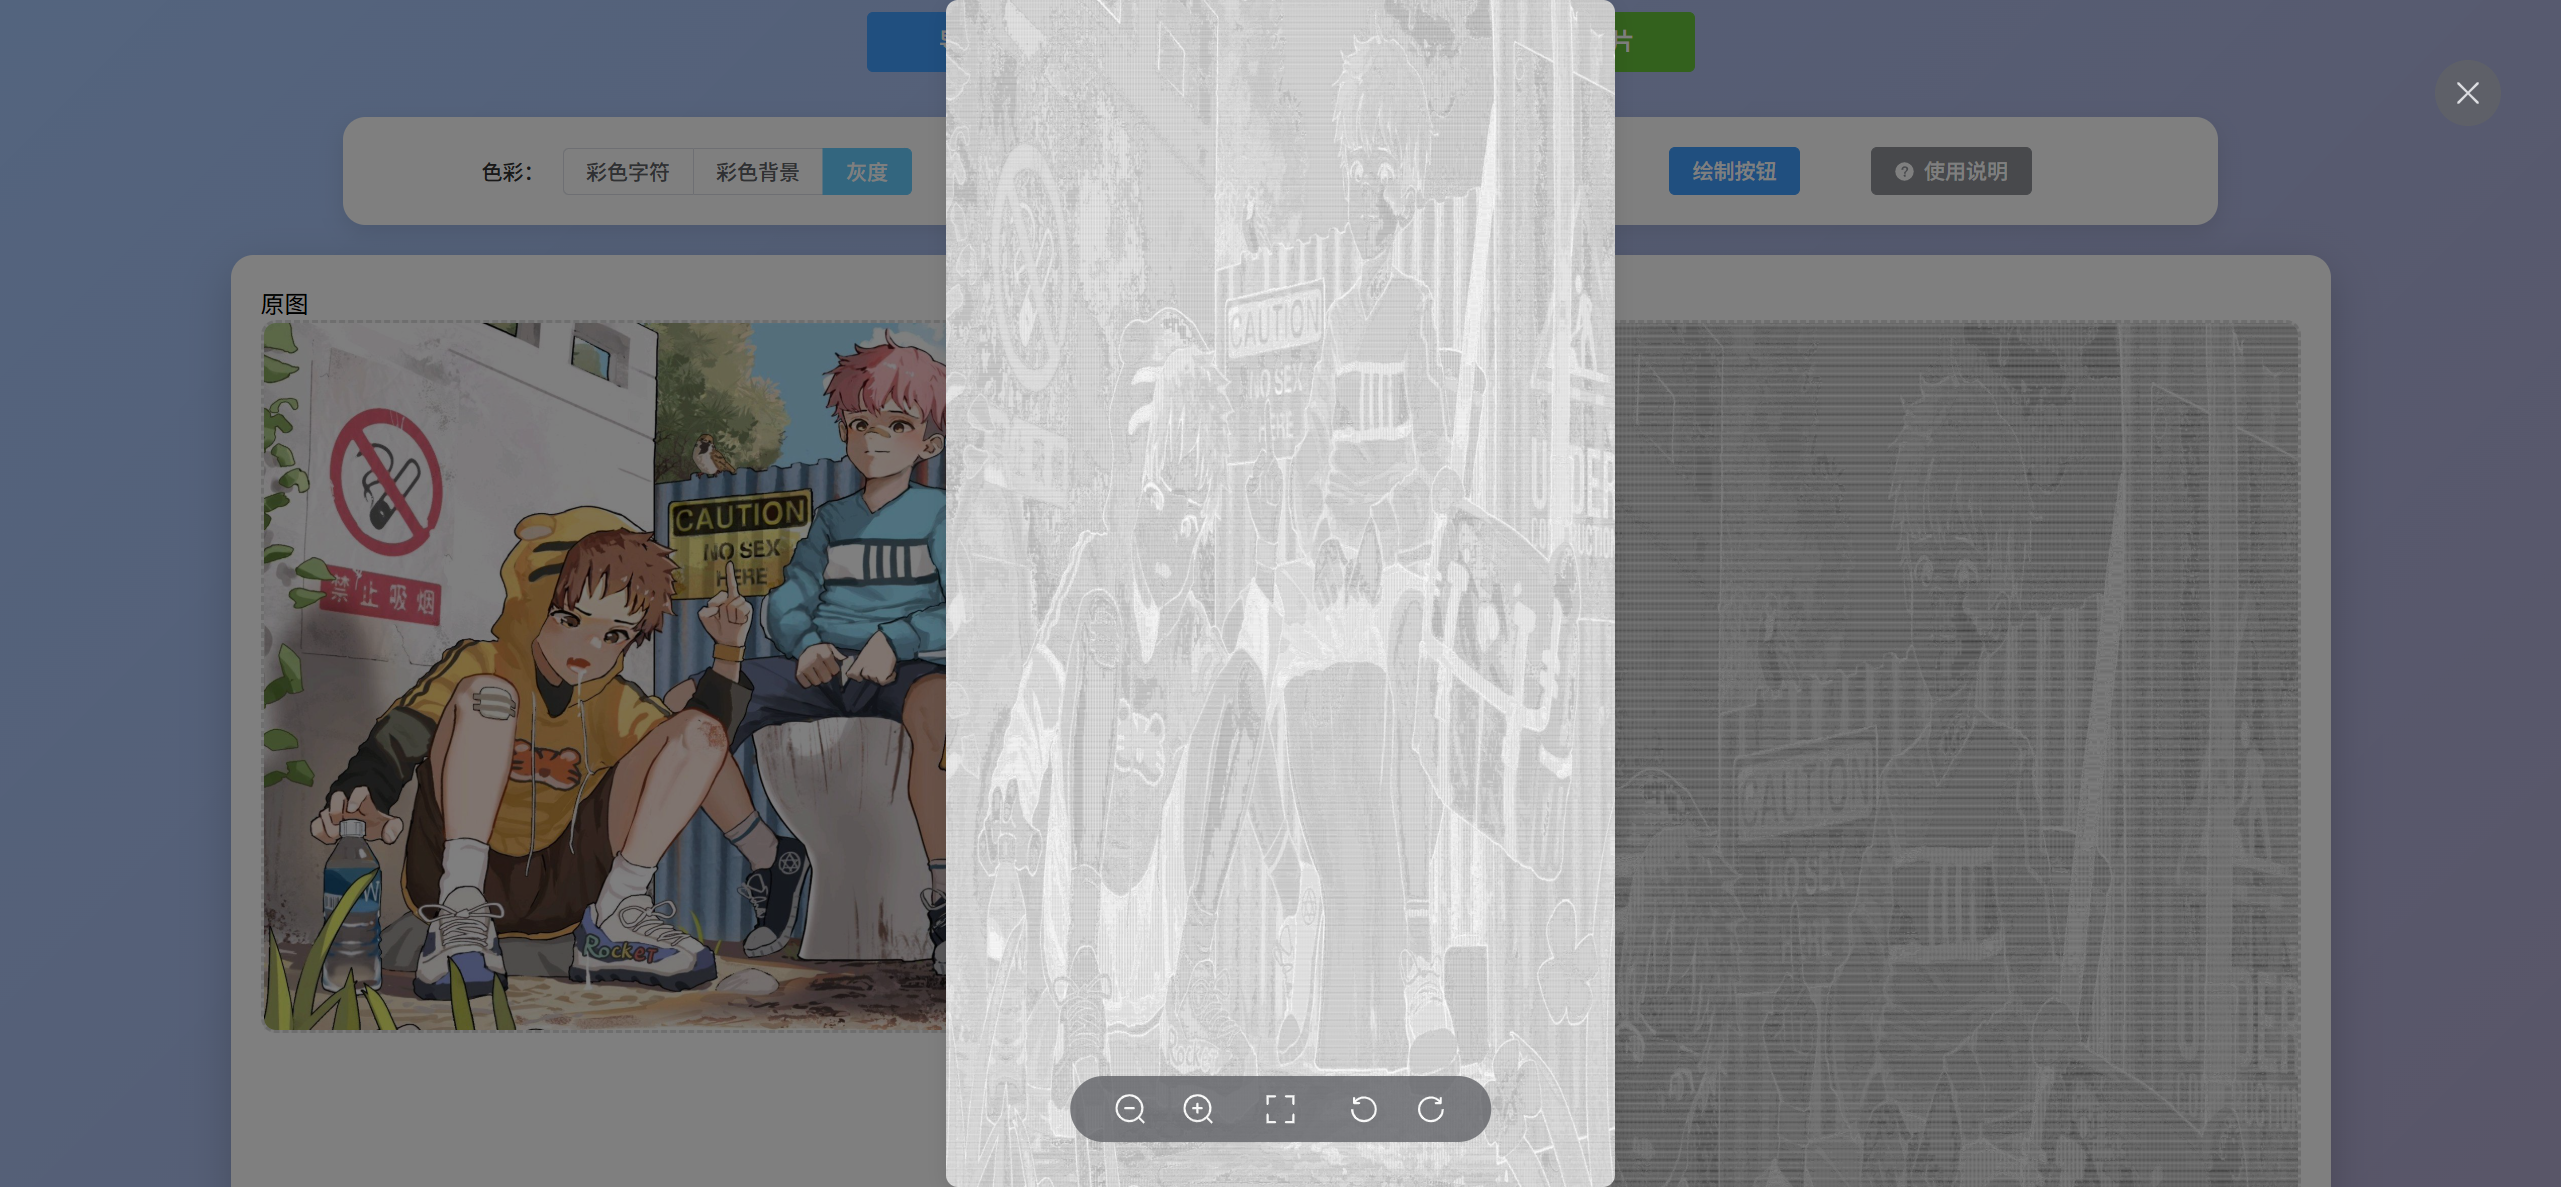 片
色彩：
彩色字符
彩色背景
灰度
绘制按钮
使用说明
原图
CAUTION
NO SEX
HERE
禁止吸烟
Rocket
CAUTION
NO SEX
HERE
UNDER
Rocket
CAUTION
NO SEX
HERE
UNDER